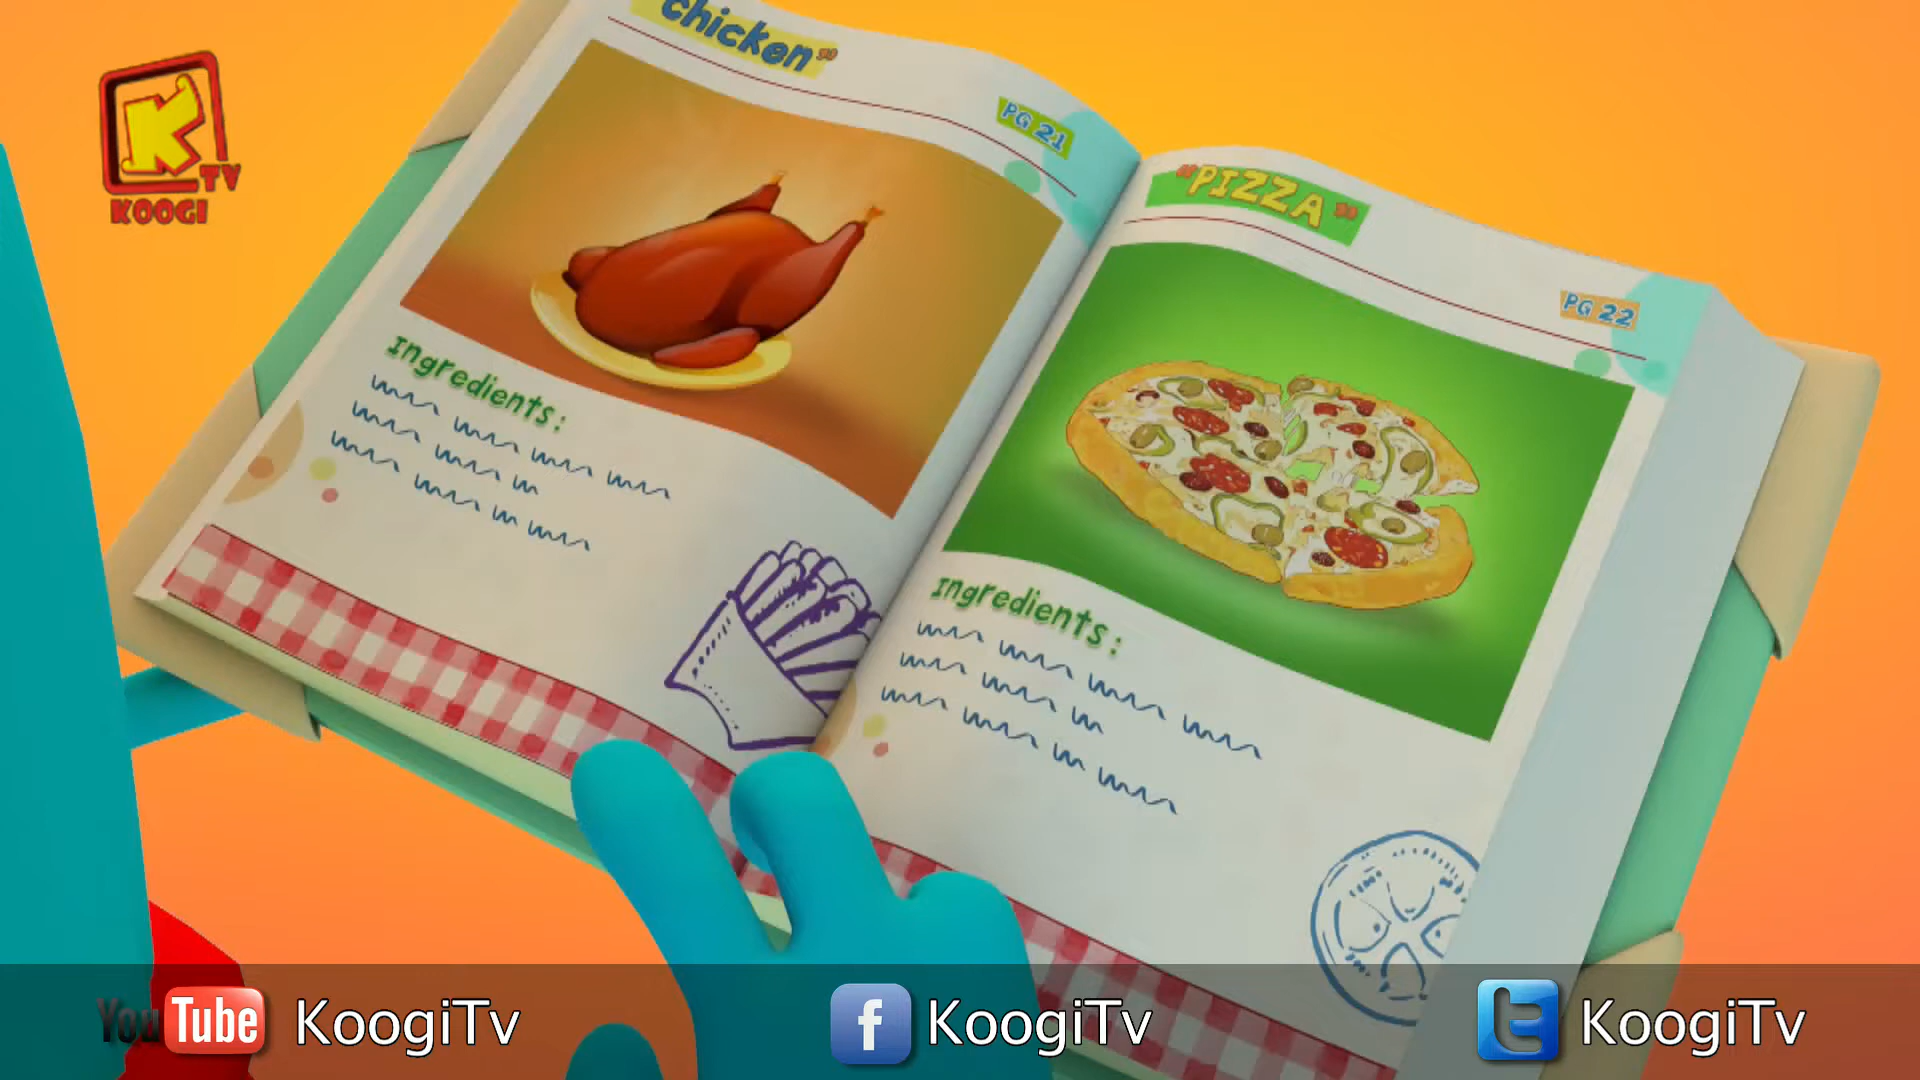 chicken”
PG 21
Ingredients:
“PIZZA”
PG 22
Ingredients:
K TV
KOOGI
YouTube KoogiTv
f KoogiTv
t KoogiTv